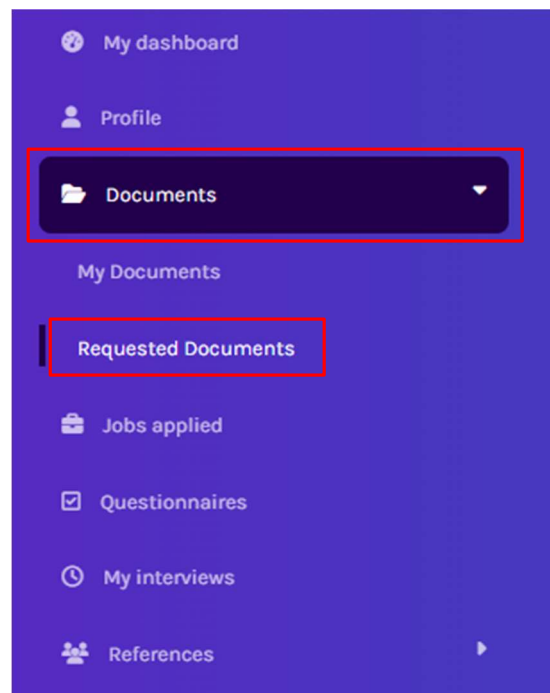 My dashboard
Profile
Documents
My Documents
Requested Documents
Jobs applied
Questionnaires
My interviews
References